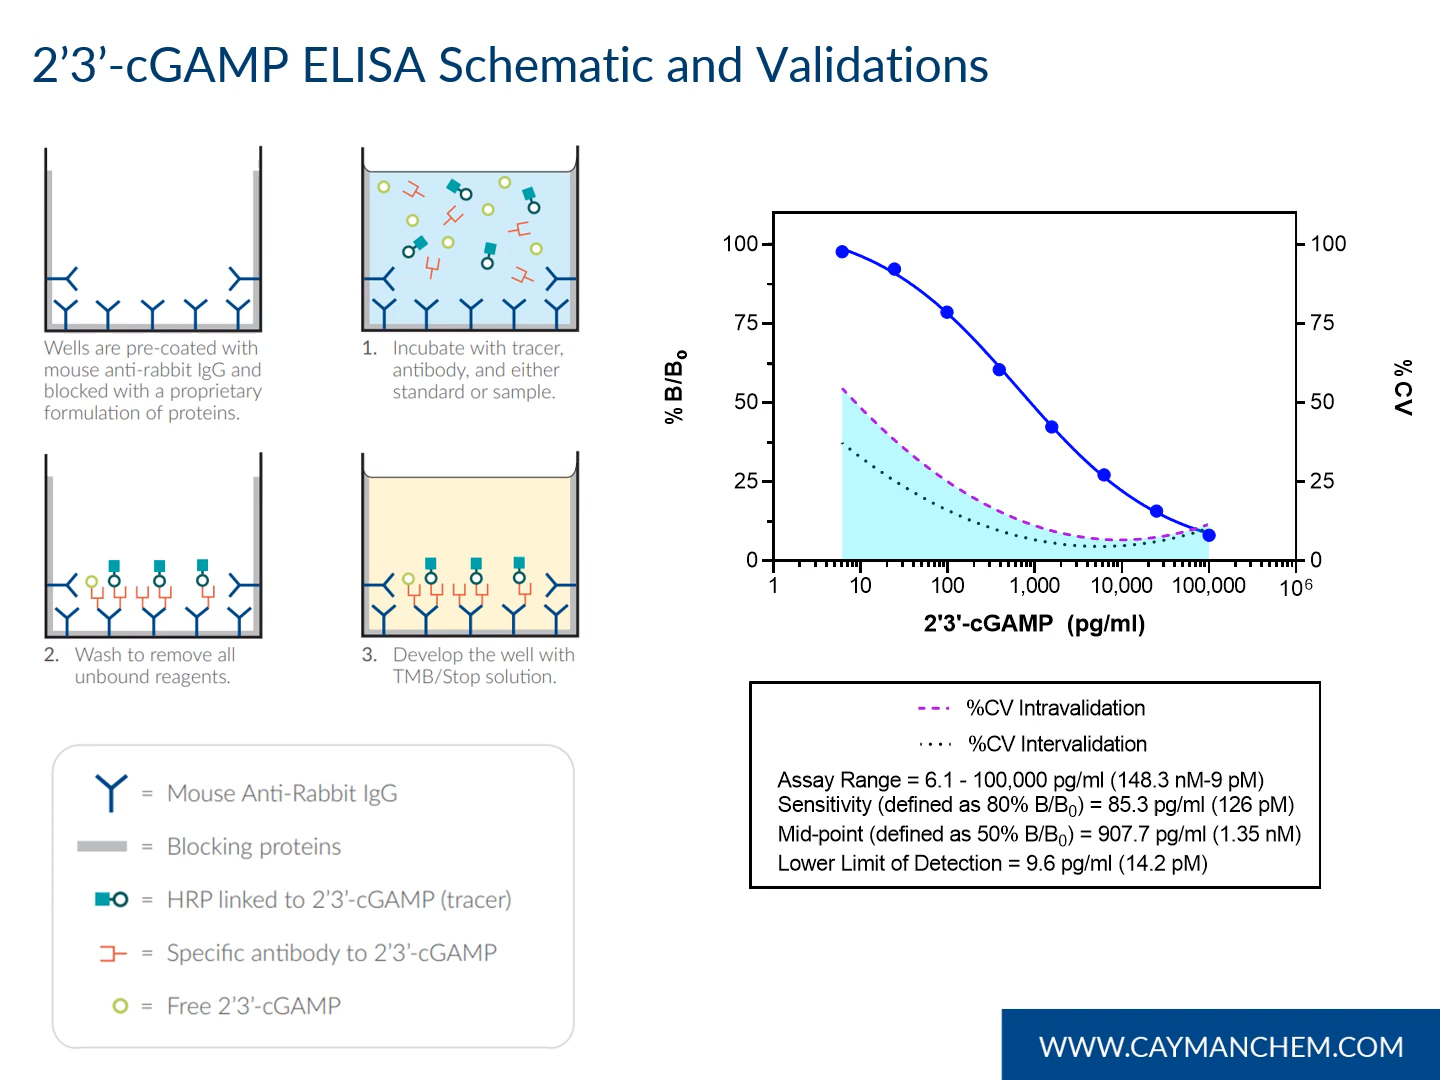 2’3’-cGAMP ELISA Schematic and Validations
Wells are pre-coated with
mouse anti-rabbit IgG and
blocked with a proprietary
formulation of proteins.
1. Incubate with tracer,
antibody, and either
standard or sample.
2. Wash to remove all
unbound reagents.
3. Develop the well with
TMB/Stop solution.
= Mouse Anti-Rabbit IgG
= Blocking proteins
= HRP linked to 2’3’-cGAMP (tracer)
= Specific antibody to 2’3’-cGAMP
= Free 2’3’-cGAMP
% B/B₀
100
75
50
25
0
100
75
50
25
0
% CV
1 10 100 1,000 10,000 100,000 10⁶
2'3'-cGAMP (pg/ml)
%CV Intravalidation
%CV Intervalidation
Assay Range = 6.1 - 100,000 pg/ml (148.3 nM-9 pM)
Sensitivity (defined as 80% B/B₀) = 85.3 pg/ml (126 pM)
Mid-point (defined as 50% B/B₀) = 907.7 pg/ml (1.35 nM)
Lower Limit of Detection = 9.6 pg/ml (14.2 pM)
WWW.CAYMANCHEM.COM